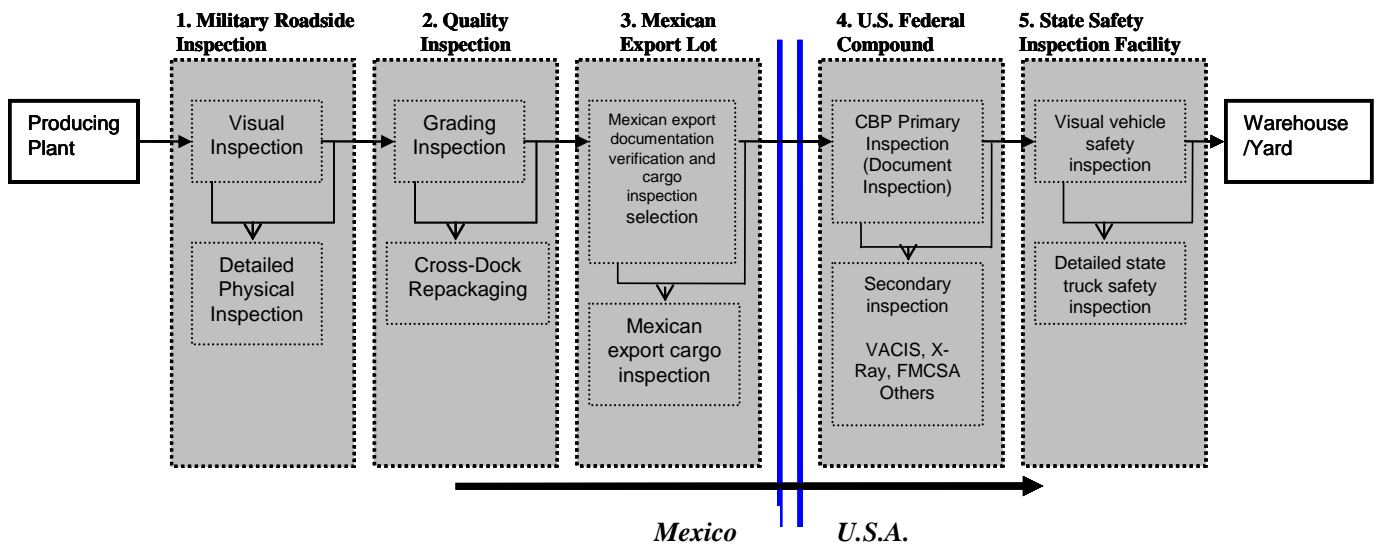 1. Military Roadside
Inspection
2. Quality
Inspection
3. Mexican
Export Lot
4. U.S. Federal
Compound
5. State Safety
Inspection Facility
Producing
Plant
Visual
Inspection
Detailed
Physical
Inspection
Grading
Inspection
Cross-Dock
Repackaging
Mexican export
documentation
verification and
cargo
inspection
selection
Mexican
export cargo
inspection
CBP Primary
Inspection
(Document
Inspection)
Secondary
inspection
VACIS, X-
Ray, FMCSA
Others
Visual vehicle
safety
inspection
Detailed state
truck safety
inspection
Warehouse
/Yard
Mexico
U.S.A.